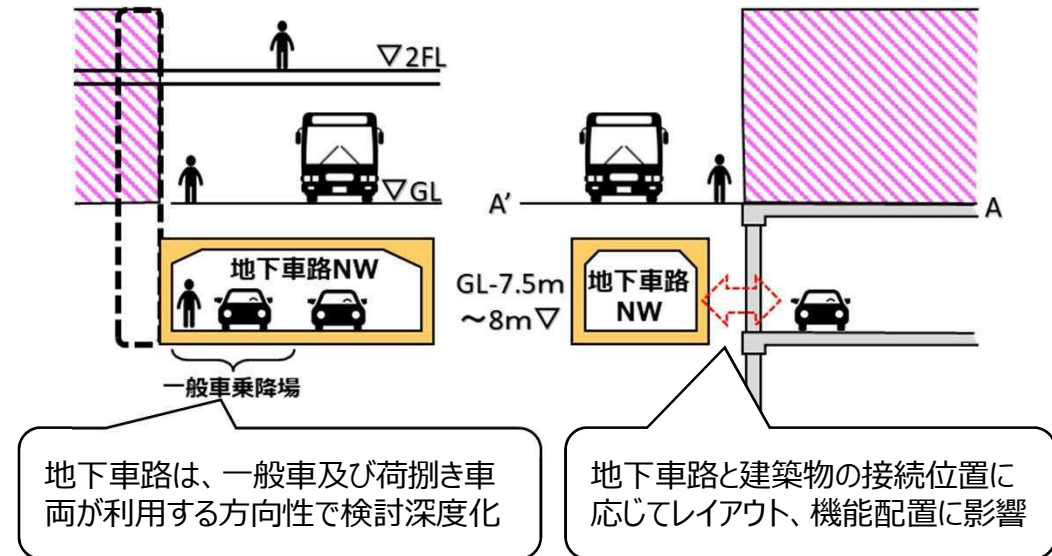 ▽2FL
▽GL
A'
A
地下車路NW
GL-7.5m
～8m▽
地下車路
NW
一般車乗降場
地下車路は、一般車及び荷捌き車
両が利用する方向性で検討深度化
地下車路と建築物の接続位置に
応じてレイアウト、機能配置に影響